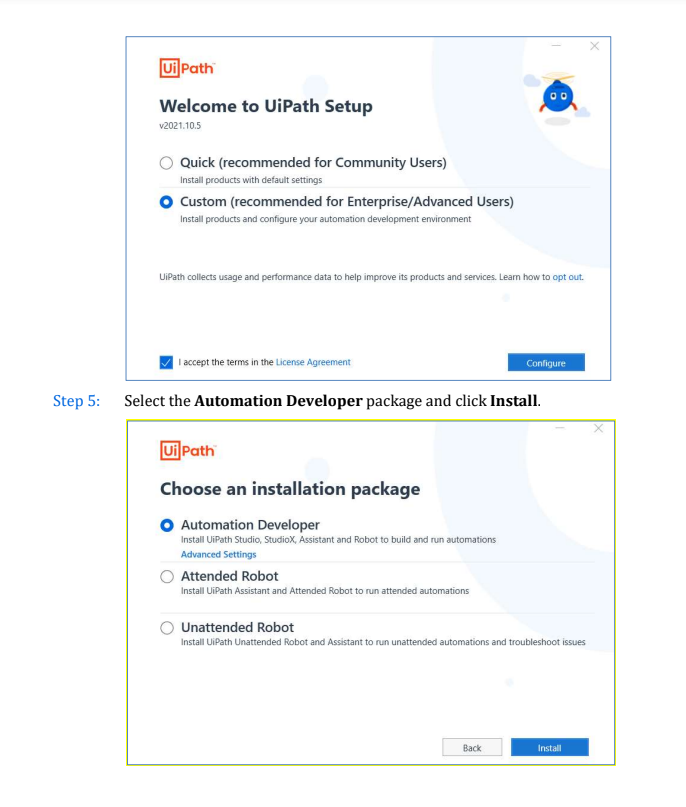 UiPath™
Welcome to UiPath Setup
v2021.10.5
Quick (recommended for Community Users)
Install products with default settings
Custom (recommended for Enterprise/Advanced Users)
Install products and configure your automation development environment
UiPath collects usage and performance data to help improve its products and services. Learn how to opt out.
I accept the terms in the License Agreement
Configure
Step 5: Select the Automation Developer package and click Install.
UiPath™
Choose an installation package
Automation Developer
Install UiPath Studio, StudioX, Assistant and Robot to build and run automations
Advanced Settings
Attended Robot
Install UiPath Assistant and Attended Robot to run attended automations
Unattended Robot
Install UiPath Unattended Robot and Assistant to run unattended automations and troubleshoot issues
Back Install